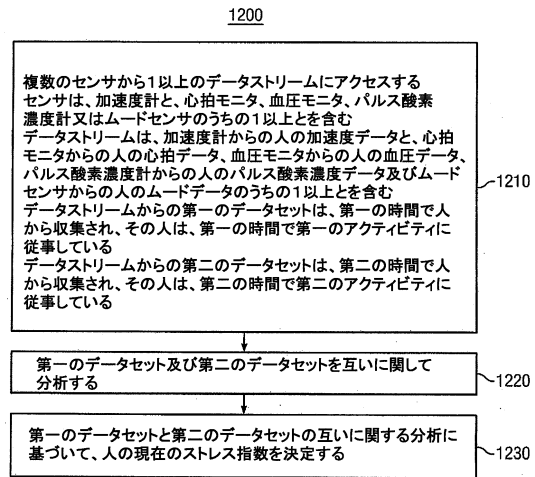 1200
複数のセンサから1以上のデータストリームにアクセスする
センサは、加速度計と、心拍モニタ、血圧モニタ、パルス酸素
濃度計又はムードセンサのうちの1以上とを含む
データストリームは、加速度計からの人の加速度データと、心拍
モニタからの人の心拍データ、血圧モニタからの人の血圧データ、
パルス酸素濃度計からの人のパルス酸素濃度データ及びムード
センサからの人のムードデータのうちの1以上とを含む
データストリームからの第一のデータセットは、第一の時間で人
から収集され、その人は、第一の時間で第一のアクティビティに
従事している
データストリームからの第二のデータセットは、第二の時間で人
から収集され、その人は、第二の時間で第二のアクティビティに
従事している
1210
第一のデータセット及び第二のデータセットを互いに関して
分析する
1220
第一のデータセットと第二のデータセットの互いに関する分析に
基づいて、人の現在のストレス指数を決定する
1230